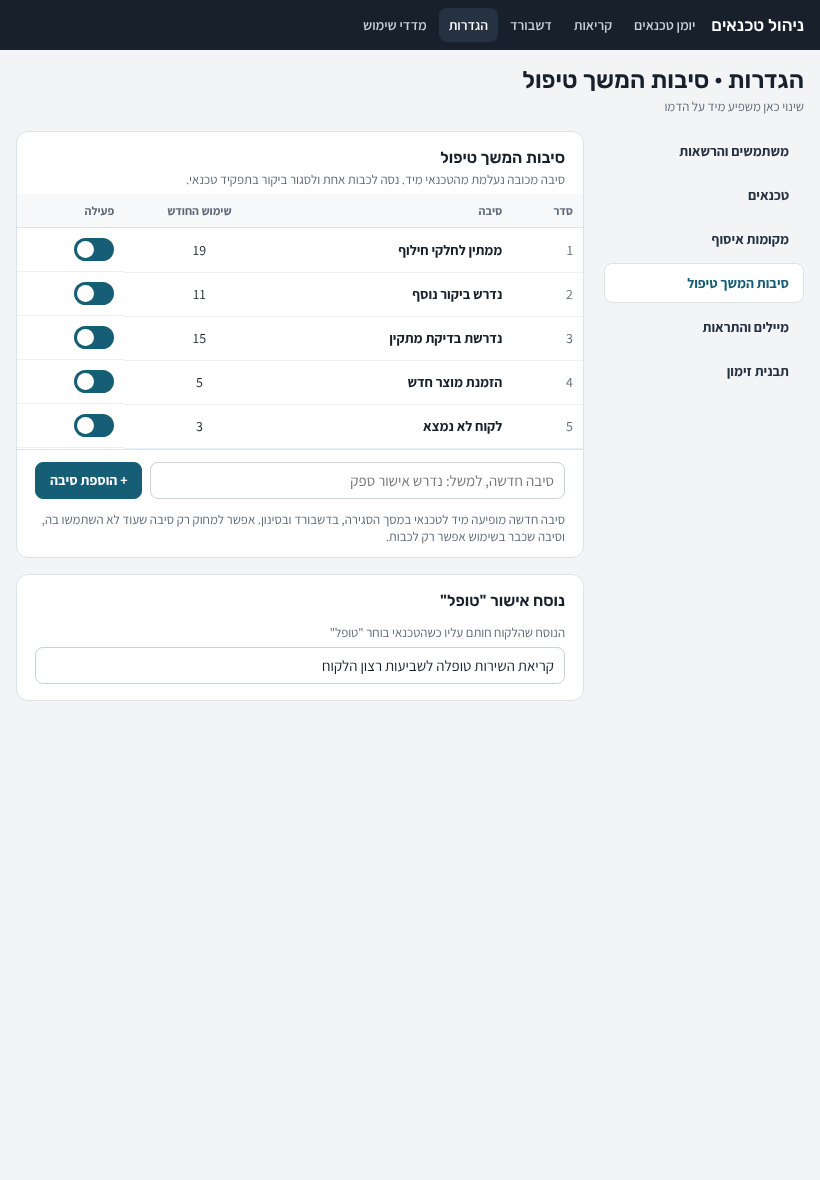 ניהול טכנאים יומן טכנאים קריאות דשבורד הגדרות מדדי שימוש
הגדרות • סיבות המשך טיפול
שינוי כאן משפיע מיד על הדמו
משתמשים והרשאות
טכנאים
מקומות איסוף
סיבות המשך טיפול
מיילים והתראות
תבנית זימון
סיבות המשך טיפול
סיבה מכובה נעלמת מהטכנאי מיד. נסה לכבות אחת ולסגור ביקור בתפקיד טכנאי.
סדר סיבה שימוש החודש פעילה
1 ממתין לחלקי חילוף 19
2 נדרש ביקור נוסף 11
3 נדרשת בדיקת מתקין 15
4 הזמנת מוצר חדש 5
5 לקוח לא נמצא 3
סיבה חדשה, למשל: נדרש אישור ספק + הוספת סיבה
סיבה חדשה מופיעה מיד לטכנאי במסך הסגירה, בדשבורד ובסינון. אפשר למחוק רק סיבה שעוד לא השתמשו בה,
וסיבה שכבר בשימוש אפשר רק לכבות.
נוסח אישור "טופל"
הנוסח שהלקוח חותם עליו כשהטכנאי בוחר "טופל"
קריאת השירות טופלה לשביעות רצון הלקוח